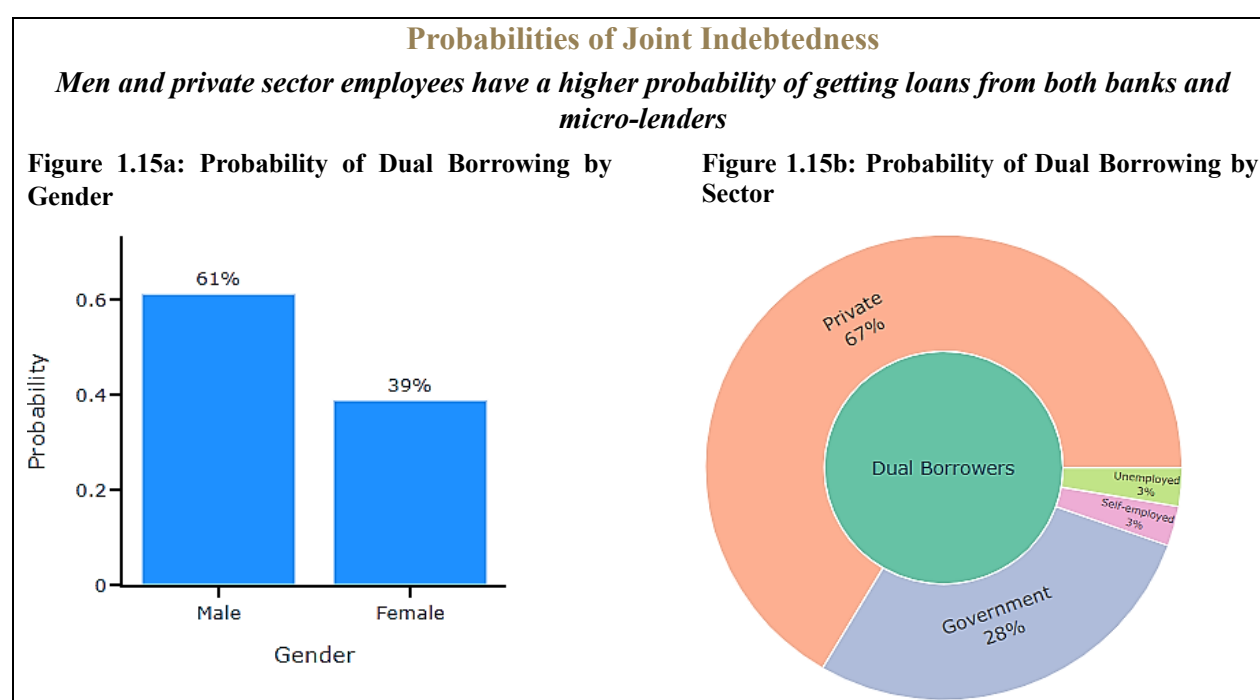 Probabilities of Joint Indebtedness
Men and private sector employees have a higher probability of getting loans from both banks and
micro-lenders
Figure 1.15a: Probability of Dual Borrowing by
Gender
Figure 1.15b: Probability of Dual Borrowing by
Sector
61%
39%
0.6
0.4
0.2
0
Probability
Male
Female
Gender
Private
67%
Dual Borrowers
Unemployed
3%
Self-employed
3%
Government
28%